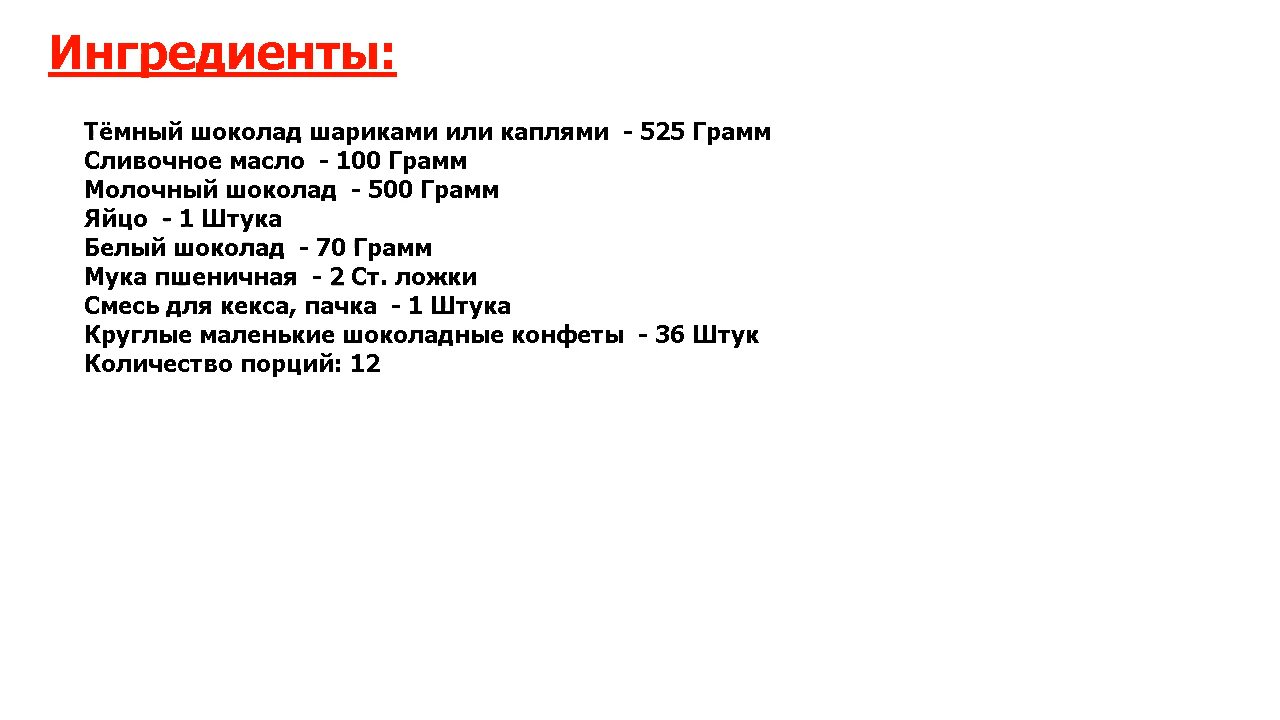 Ингредиенты:
Тёмный шоколад шариками или каплями  - 525 Грамм
Сливочное масло  - 100 Грамм
Молочный шоколад  - 500 Грамм
Яйцо  - 1 Штука
Белый шоколад  - 70 Грамм
Мука пшеничная  - 2 Ст. ложки
Смесь для кекса, пачка  - 1 Штука
Круглые маленькие шоколадные конфеты  - 36 Штук
Количество порций: 12